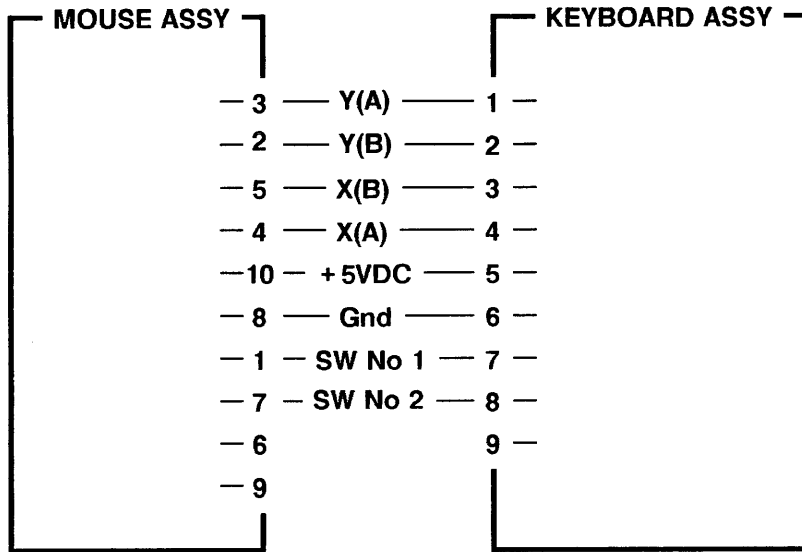 MOUSE ASSY KEYBOARD ASSY
3 Y(A) 1
2 Y(B) 2
5 X(B) 3
4 X(A) 4
10 +5VDC 5
8 Gnd 6
1 SW No 1 7
7 SW No 2 8
6 9
9